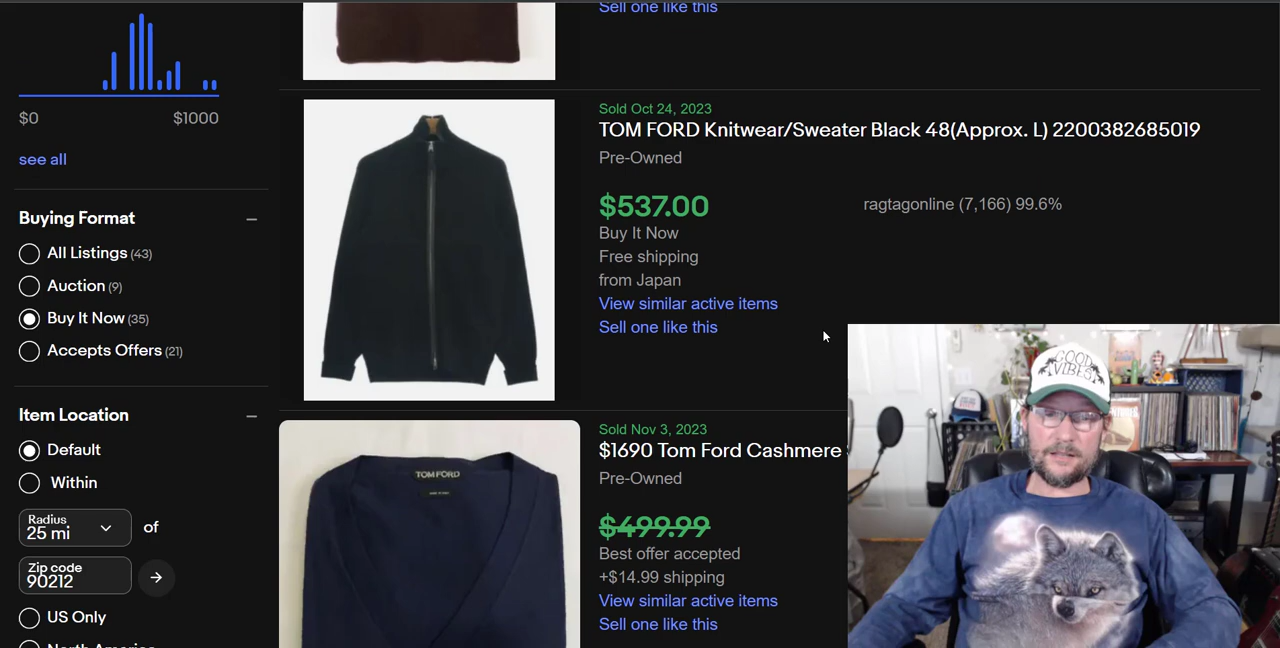 Sell one like this
$0
$1000
see all
Buying Format
All Listings (43)
Auction (9)
Buy It Now (35)
Accepts Offers (21)
Item Location
Default
Within
Radius
25 mi
of
Zip code
90212
US Only
North America
Sold Oct 24, 2023
TOM FORD Knitwear/Sweater Black 48(Approx. L) 2200382685019
Pre-Owned
$537.00
ragtagonline (7,166) 99.6%
Buy It Now
Free shipping
from Japan
View similar active items
Sell one like this
TOM FORD
Sold Nov 3, 2023
$1690 Tom Ford Cashmere
Pre-Owned
$499.99
Best offer accepted
+$14.99 shipping
View similar active items
Sell one like this
GOOD
VIBES